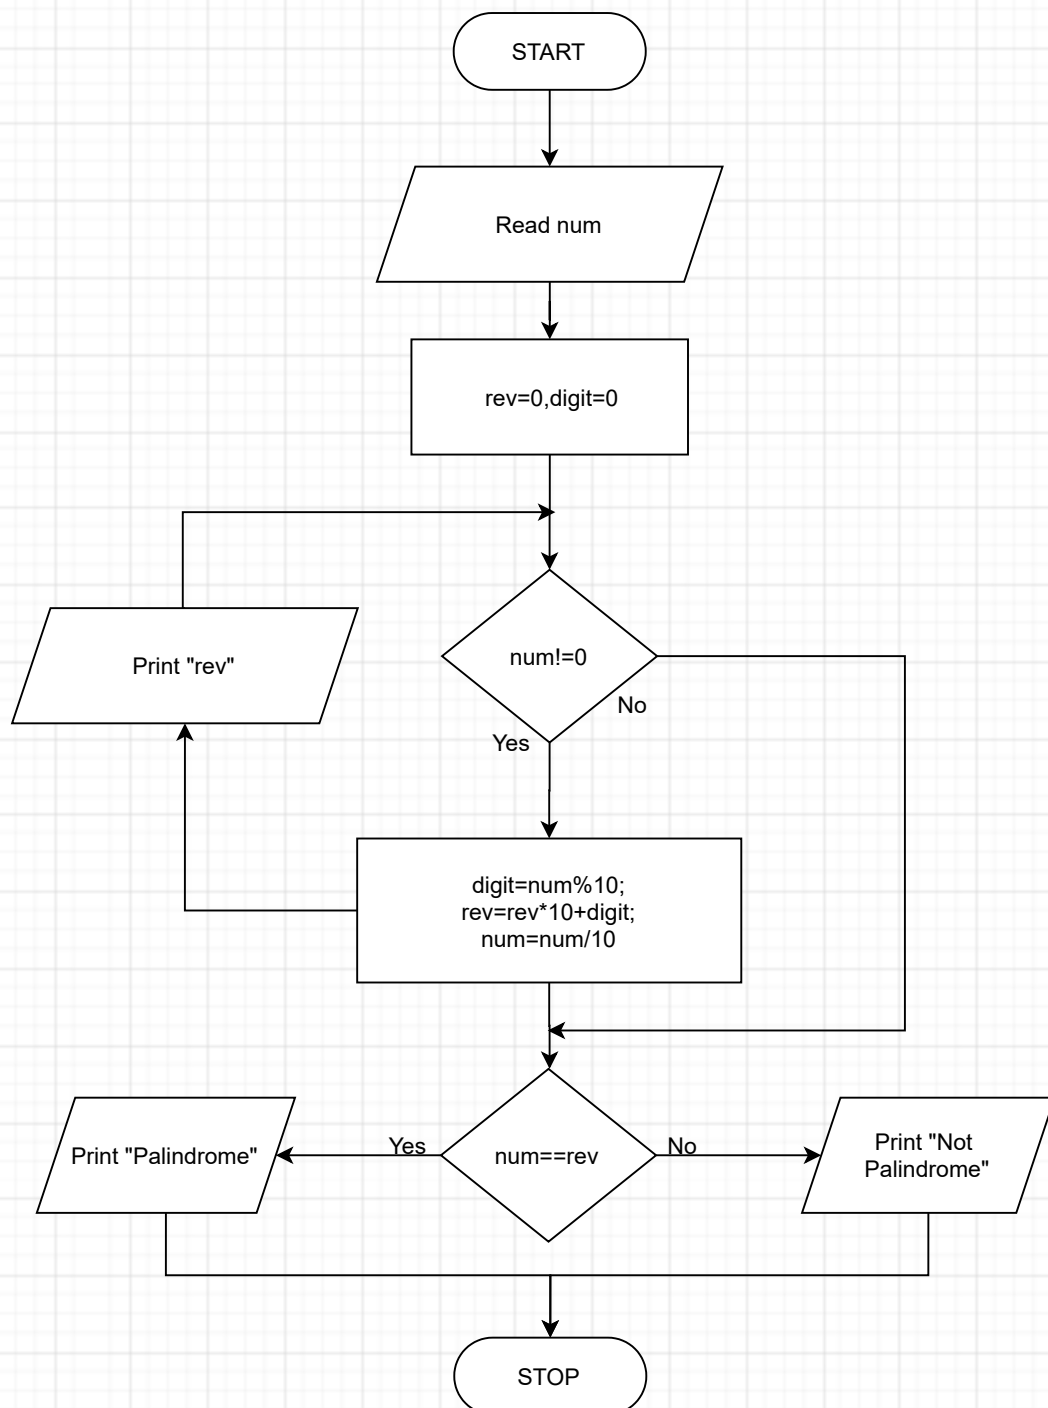 START
Read num
rev=0,digit=0
Print "rev"
num!=0
No
Yes
digit=num%10;
rev=rev*10+digit;
num=num/10
Print "Palindrome"
Yes
num==rev
No
Print "Not
Palindrome"
STOP